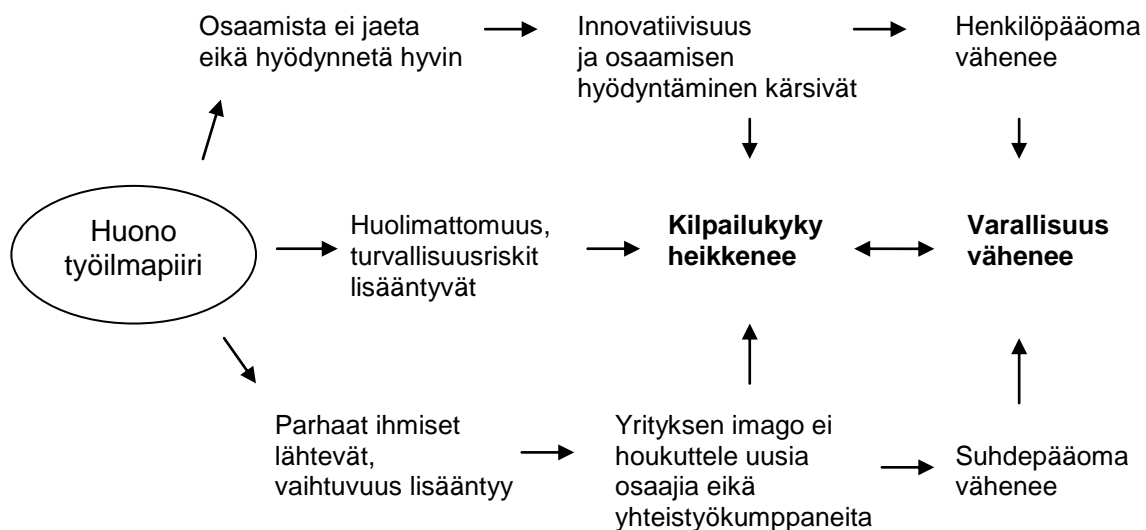 Osaamista ei jaeta
eikä hyödynnetä hyvin
Innovatiivisuus
ja osaamisen
hyödyntäminen kärsivät
Henkilöpääoma
vähenee
Huono
työilmapiiri
Huolimattomuus,
turvallisuusriskit
lisääntyvät
Kilpailukyky
heikkenee
Varallisuus
vähenee
Parhaat ihmiset
lähtevät,
vaihtuvuus lisääntyy
Yrityksen imago ei
houkuttele uusia
osaajia eikä
yhteistyökumppaneita
Suhdepääoma
vähenee